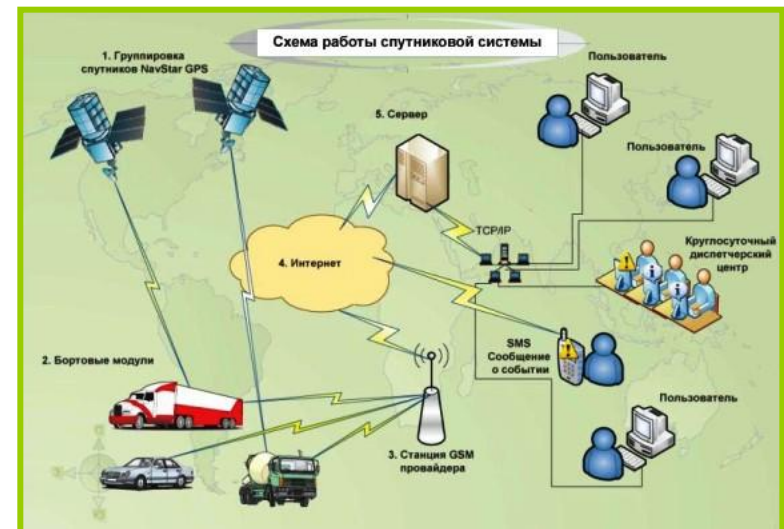 Схема работы спутниковой системы
1. Группировка
спутников NavStar GPS
Пользователь
5. Сервер
Пользователь
TCP/IP
Круглосуточный
диспетчерский
центр
4. Интернет
SMS
Сообщение
о событии
2. Бортовые модули
Пользователь
3. Станция GSM
провайдера